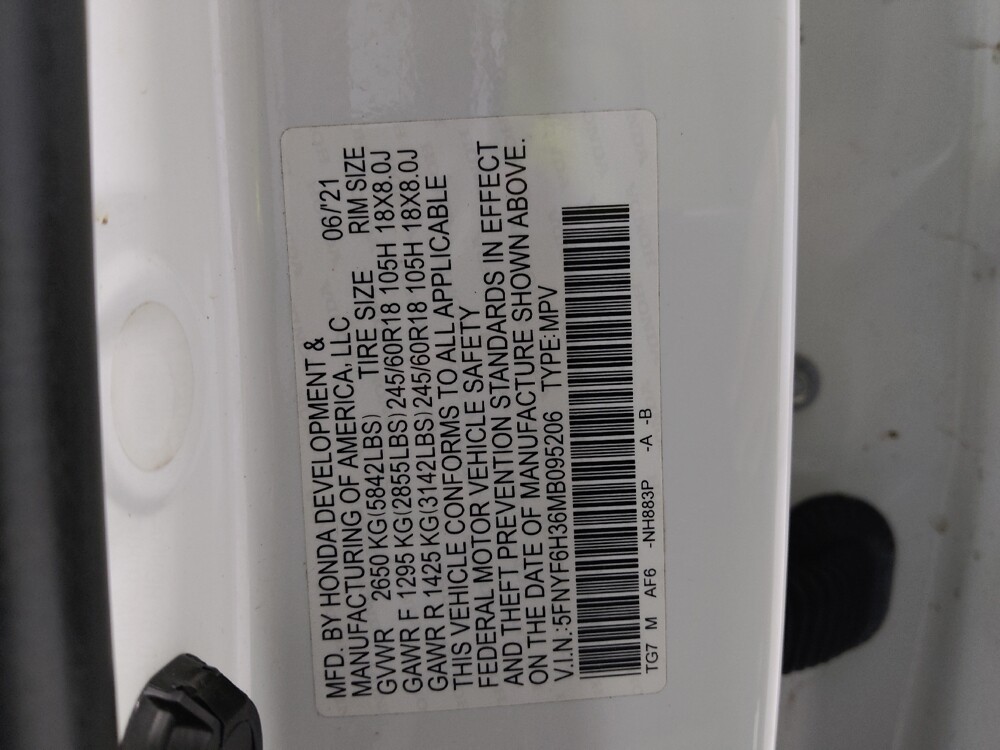 MFD. BY HONDA DEVELOPMENT & 06/'21
MANUFACTURING OF AMERICA, LLC
TIRE SIZE RIM SIZE
GVWR 2650 KG(5842LBS)
GAWR F 1295 KG(2855LBS) 245/60R18 105H 18X8.0J
GAWR R 1425 KG(3142LBS) 245/60R18 105H 18X8.0J
THIS VEHICLE CONFORMS TO ALL APPLICABLE
FEDERAL MOTOR VEHICLE SAFETY
AND THEFT PREVENTION STANDARDS IN EFFECT
ON THE DATE OF MANUFACTURE SHOWN ABOVE.
V.I.N.:5FNYF6H36MB095206 TYPE:MPV
TG7 M AF6 -NH883P -A -B